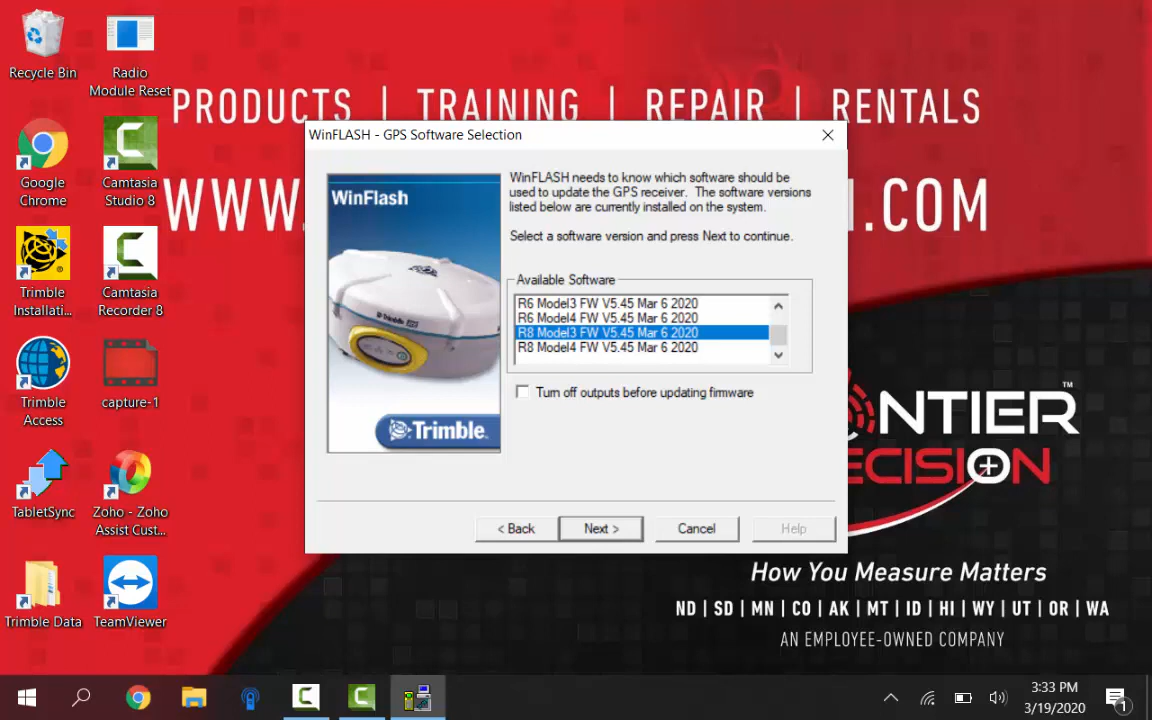 Recycle Bin
Radio
Module Reset
PRODUCTS | TRAINING | REPAIR | RENTALS
WWW.
.COM
Google
Chrome
Camtasia
Studio 8
Trimble
Installati...
Camtasia
Recorder 8
Trimble
Access
capture-1
TabletSync
Zoho - Zoho
Assist Cust...
Trimble Data
TeamViewer
WinFLASH - GPS Software Selection
WinFlash
Trimble.
WinFLASH needs to know which software should be
used to update the GPS receiver. The software versions
listed below are currently installed on the system.
Select a software version and press Next to continue.
Available Software
R6 Model3 FW V5.45 Mar 6 2020
R6 Model4 FW V5.45 Mar 6 2020
R8 Model3 FW V5.45 Mar 6 2020
R8 Model4 FW V5.45 Mar 6 2020
Turn off outputs before updating firmware
< Back
Next >
Cancel
Help
NTIER™
ECISION
How You Measure Matters
ND | SD | MN | CO | AK | MT | ID | HI | WY | UT | OR | WA
AN EMPLOYEE-OWNED COMPANY
3:33 PM
3/19/2020
1